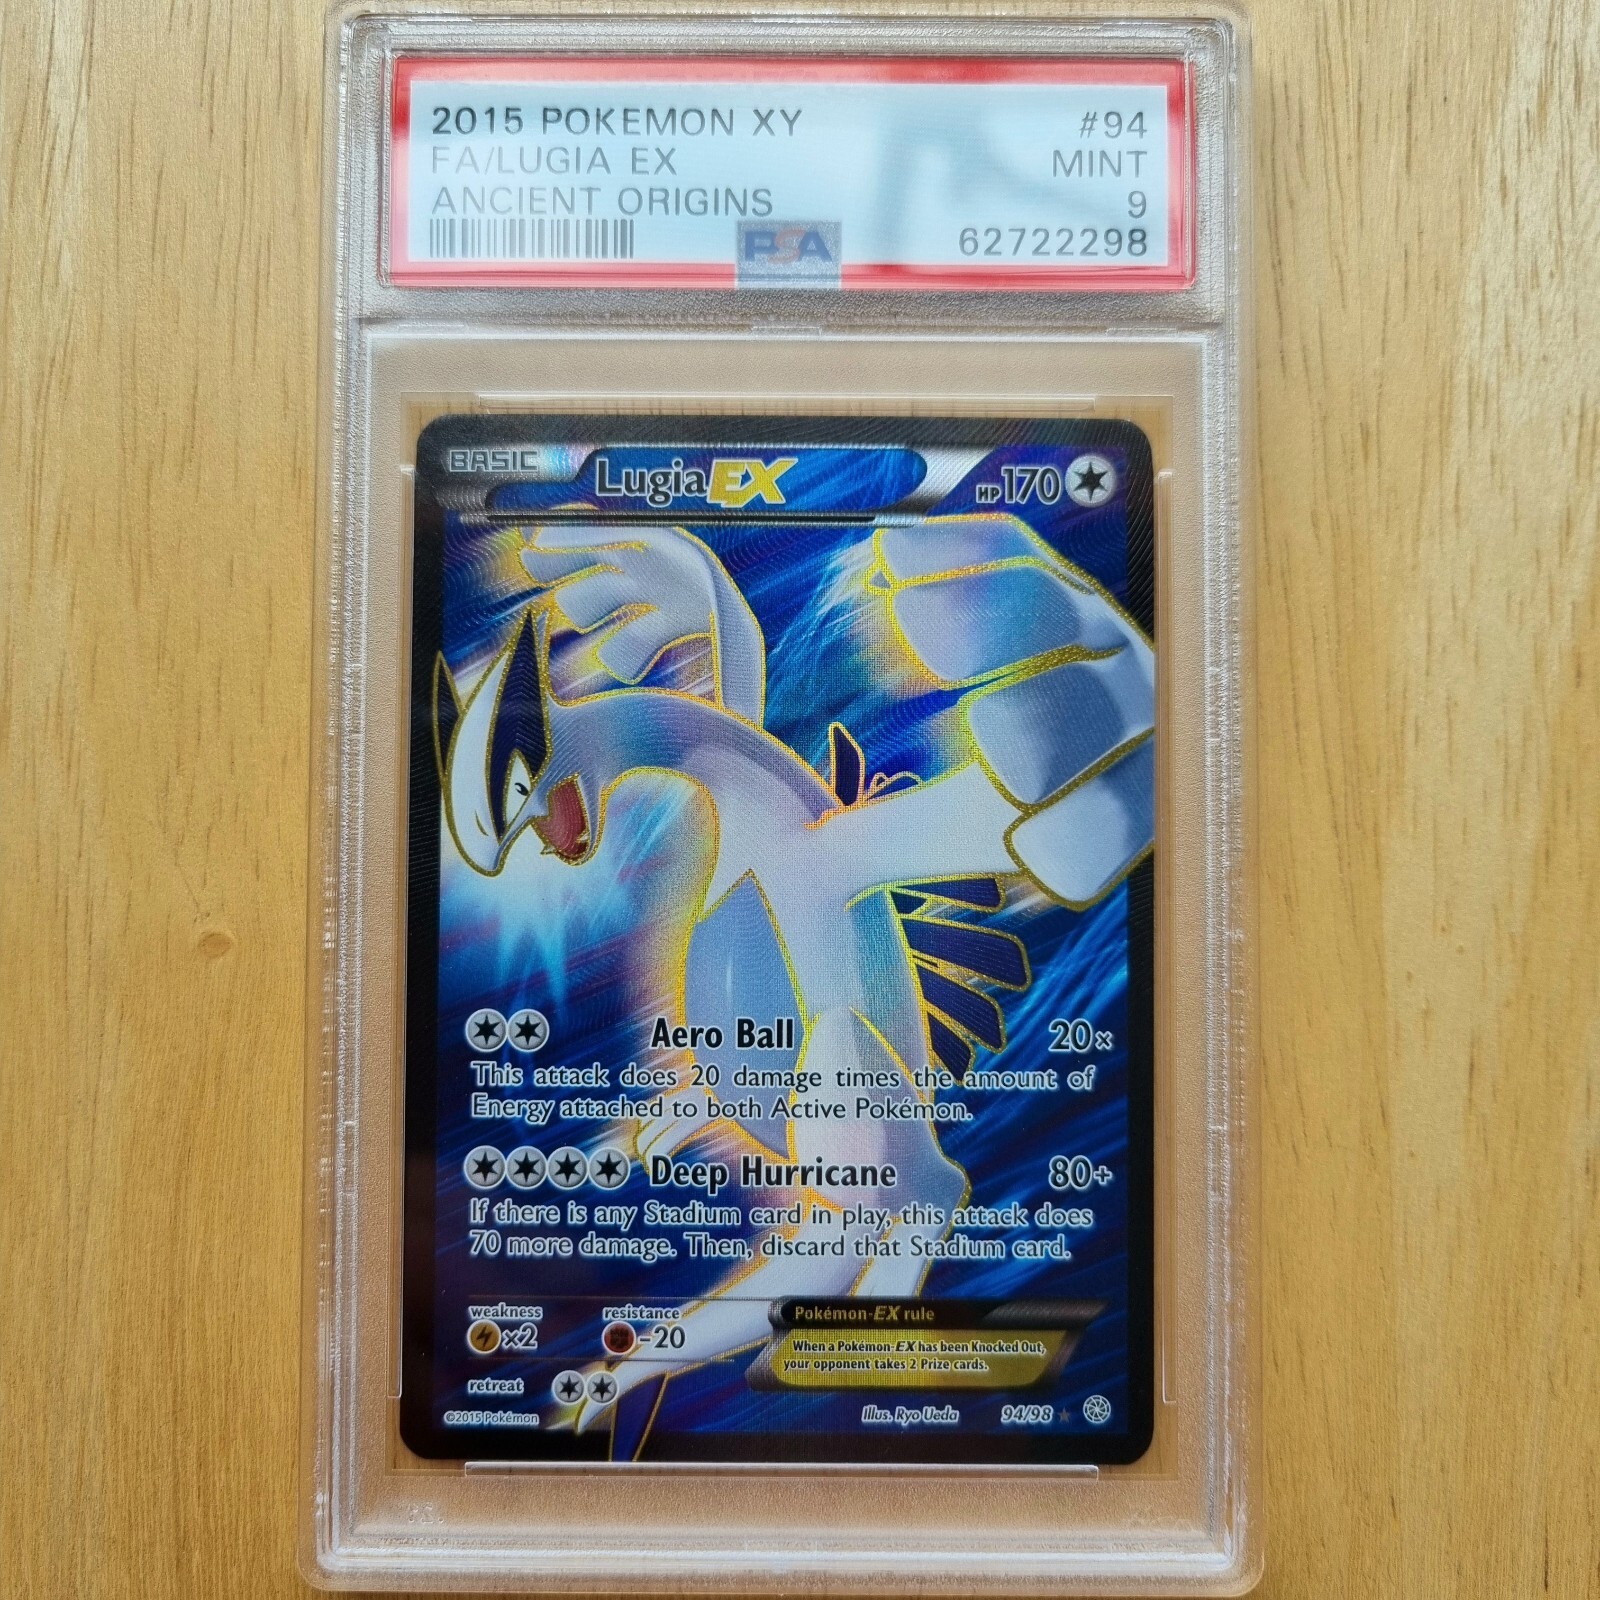 2015 POKEMON XY #94
FA/LUGIA EX MINT
ANCIENT ORIGINS 9
PSA 62722298
BASIC LugiaEX HP170
Aero Ball 20×
This attack does 20 damage times the amount of
Energy attached to both Active Pokémon.
Deep Hurricane 80+
If there is any Stadium card in play, this attack does
70 more damage. Then, discard that Stadium card.
weakness resistance
×2 -20
retreat
Pokémon-EX rule
When a Pokémon-EX has been Knocked Out,
your opponent takes 2 Prize cards.
©2015 Pokémon Illus. Ryo Ueda 94/98